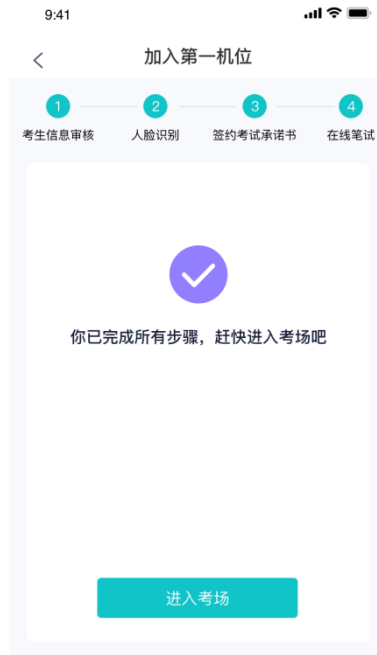 9:41
加入第一机位
1 2 3 4
考生信息审核 人脸识别 签约考试承诺书 在线笔试
你已完成所有步骤，赶快进入考场吧
进入考场